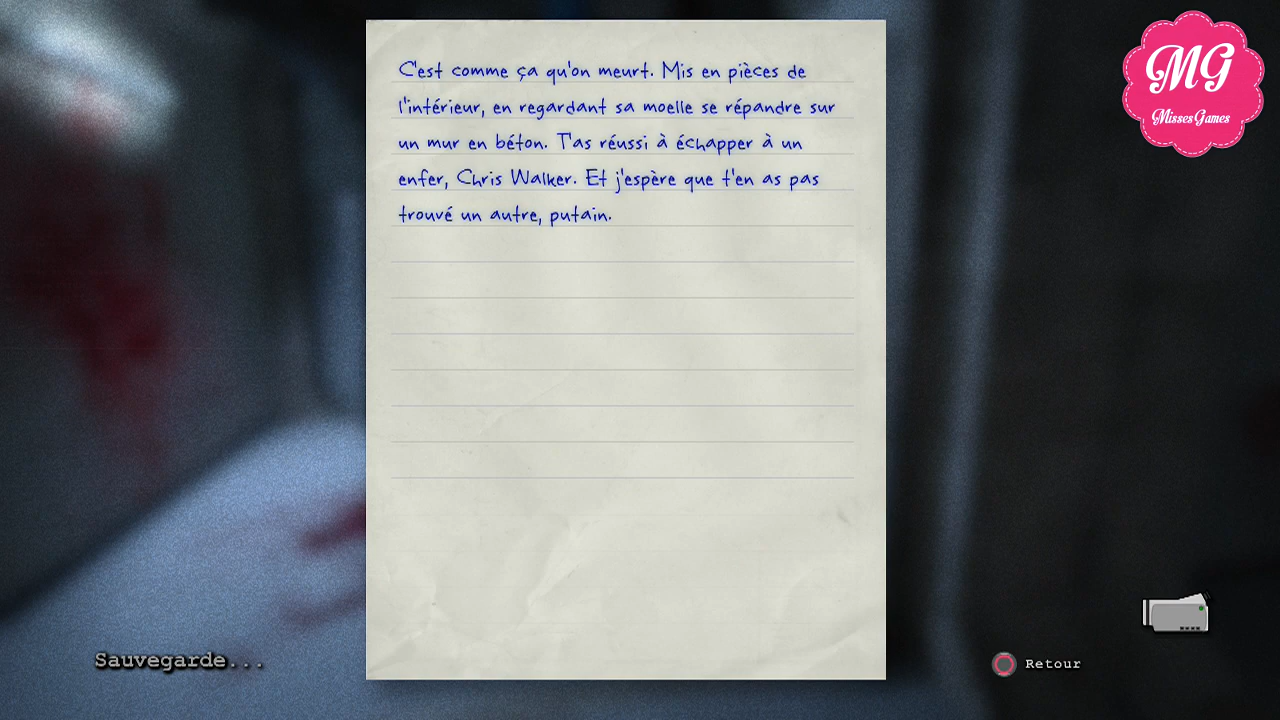 C'est comme ça qu'on meurt. Mis en pièces de
l'intérieur, en regardant sa moelle se répandre sur
un mur en béton. T'as réussi à échapper à un
enfer, Chris Walker. Et j'espère que t'en as pas
trouvé un autre, putain.
MG
MissesGames
Sauvegarde...
Retour